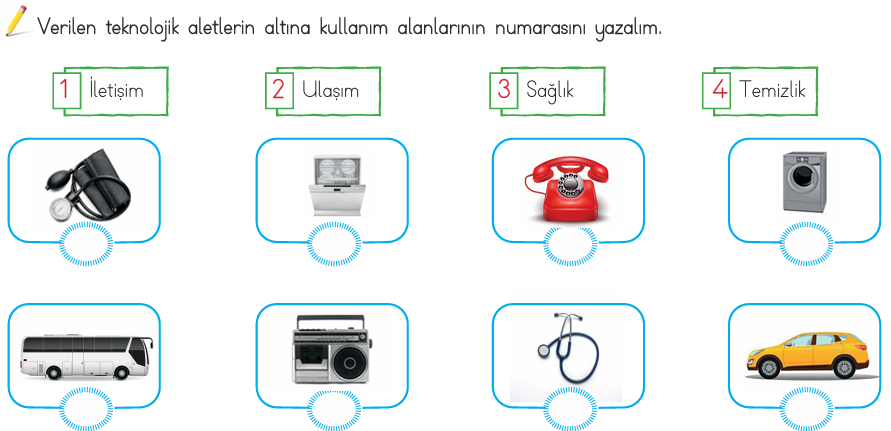 Verilen teknolojik aletlerin altına kullanım alanlarının numarasını yazalım.
1 İletişim
2 Ulaşım
3 Sağlık
4 Temizlik